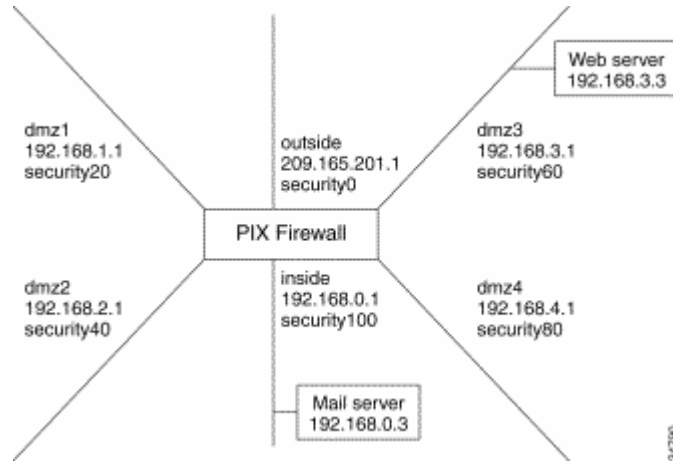 Web server
192.168.3.3
dmz1
192.168.1.1
security20
outside
209.165.201.1
security0
dmz3
192.168.3.1
security60
PIX Firewall
dmz2
192.168.2.1
security40
inside
192.168.0.1
security100
dmz4
192.168.4.1
security80
Mail server
192.168.0.3